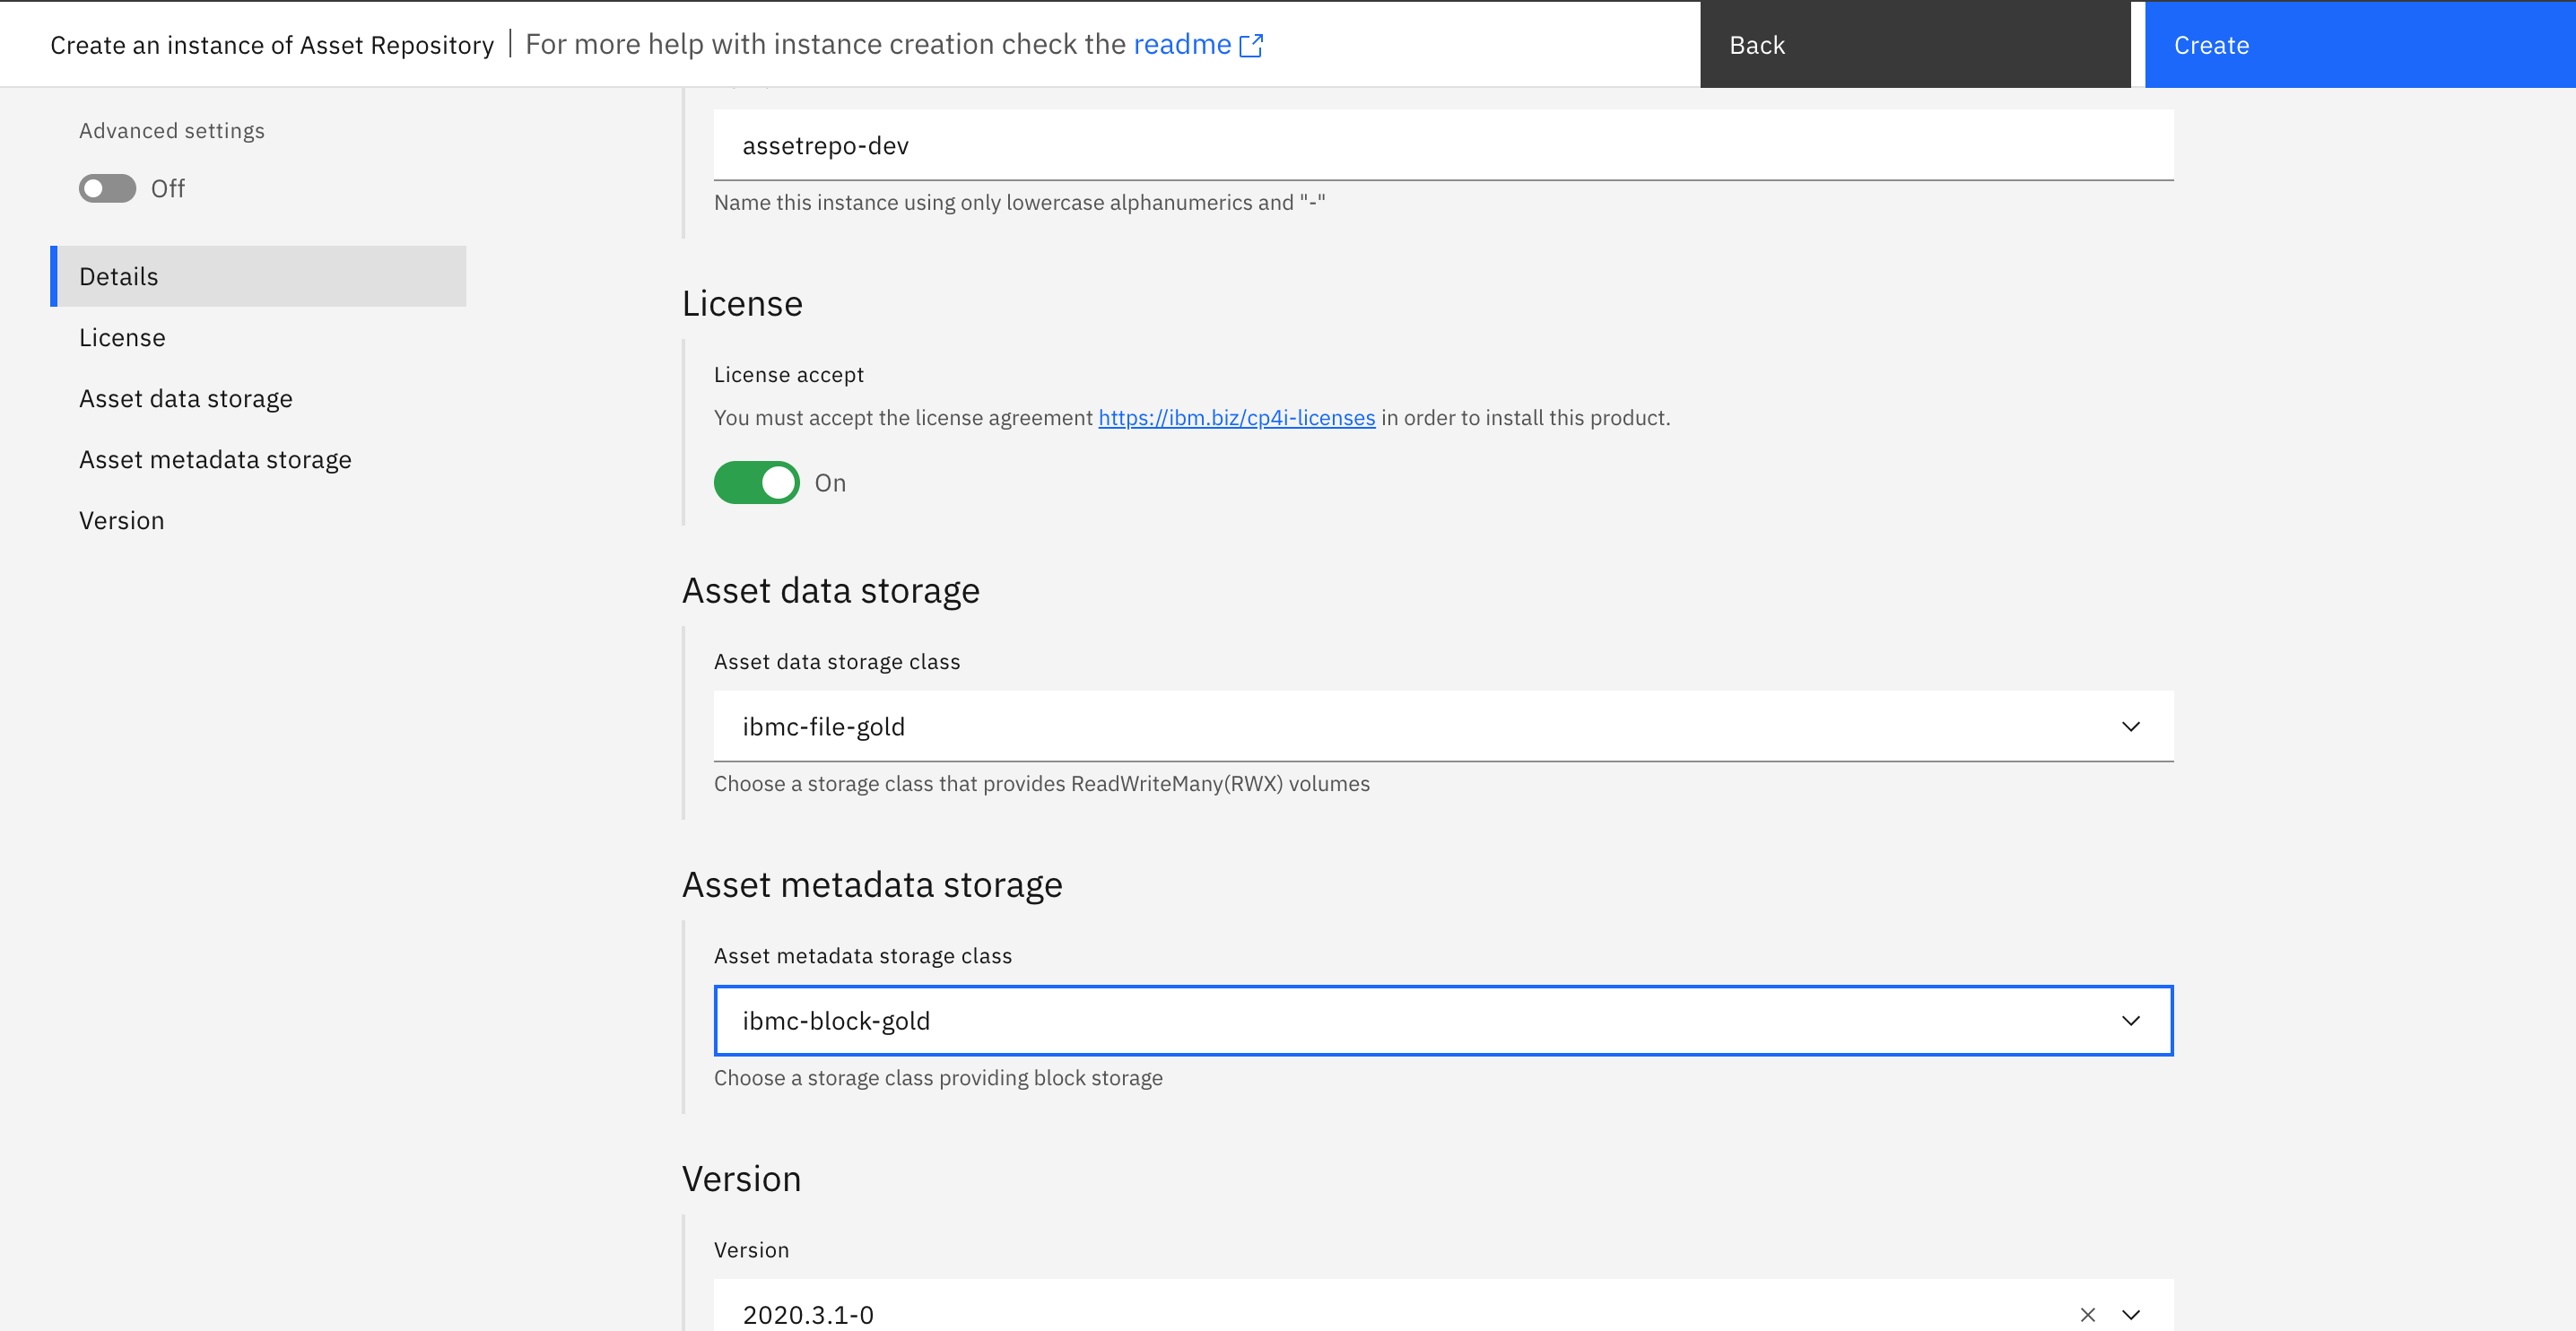 Create an instance of Asset Repository
For more help with instance creation check the readme
Back
Create
Advanced settings
Off
Details
License
Asset data storage
Asset metadata storage
Version
assetrepo-dev
Name this instance using only lowercase alphanumerics and "-"
License
License accept
You must accept the license agreement https://ibm.biz/cp4i-licenses in order to install this product.
On
Asset data storage
Asset data storage class
ibmc-file-gold
Choose a storage class that provides ReadWriteMany(RWX) volumes
Asset metadata storage
Asset metadata storage class
ibmc-block-gold
Choose a storage class providing block storage
Version
Version
2020.3.1-0